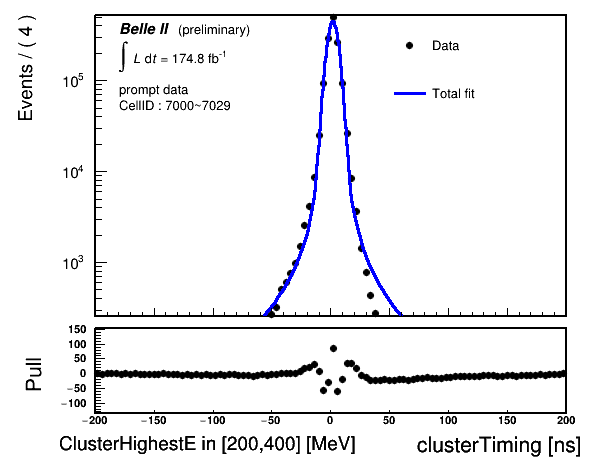 Belle II (preliminary)
∫ L dt = 174.8 fb⁻¹
prompt data
CellID : 7000~7029
Data
Total fit
Events / ( 4 )
10⁵
10⁴
10³
Pull
150
100
50
0
−50
−100
−200 −150 −100 −50 0 50 100 150 200
ClusterHighestE in [200,400] [MeV] clusterTiming [ns]